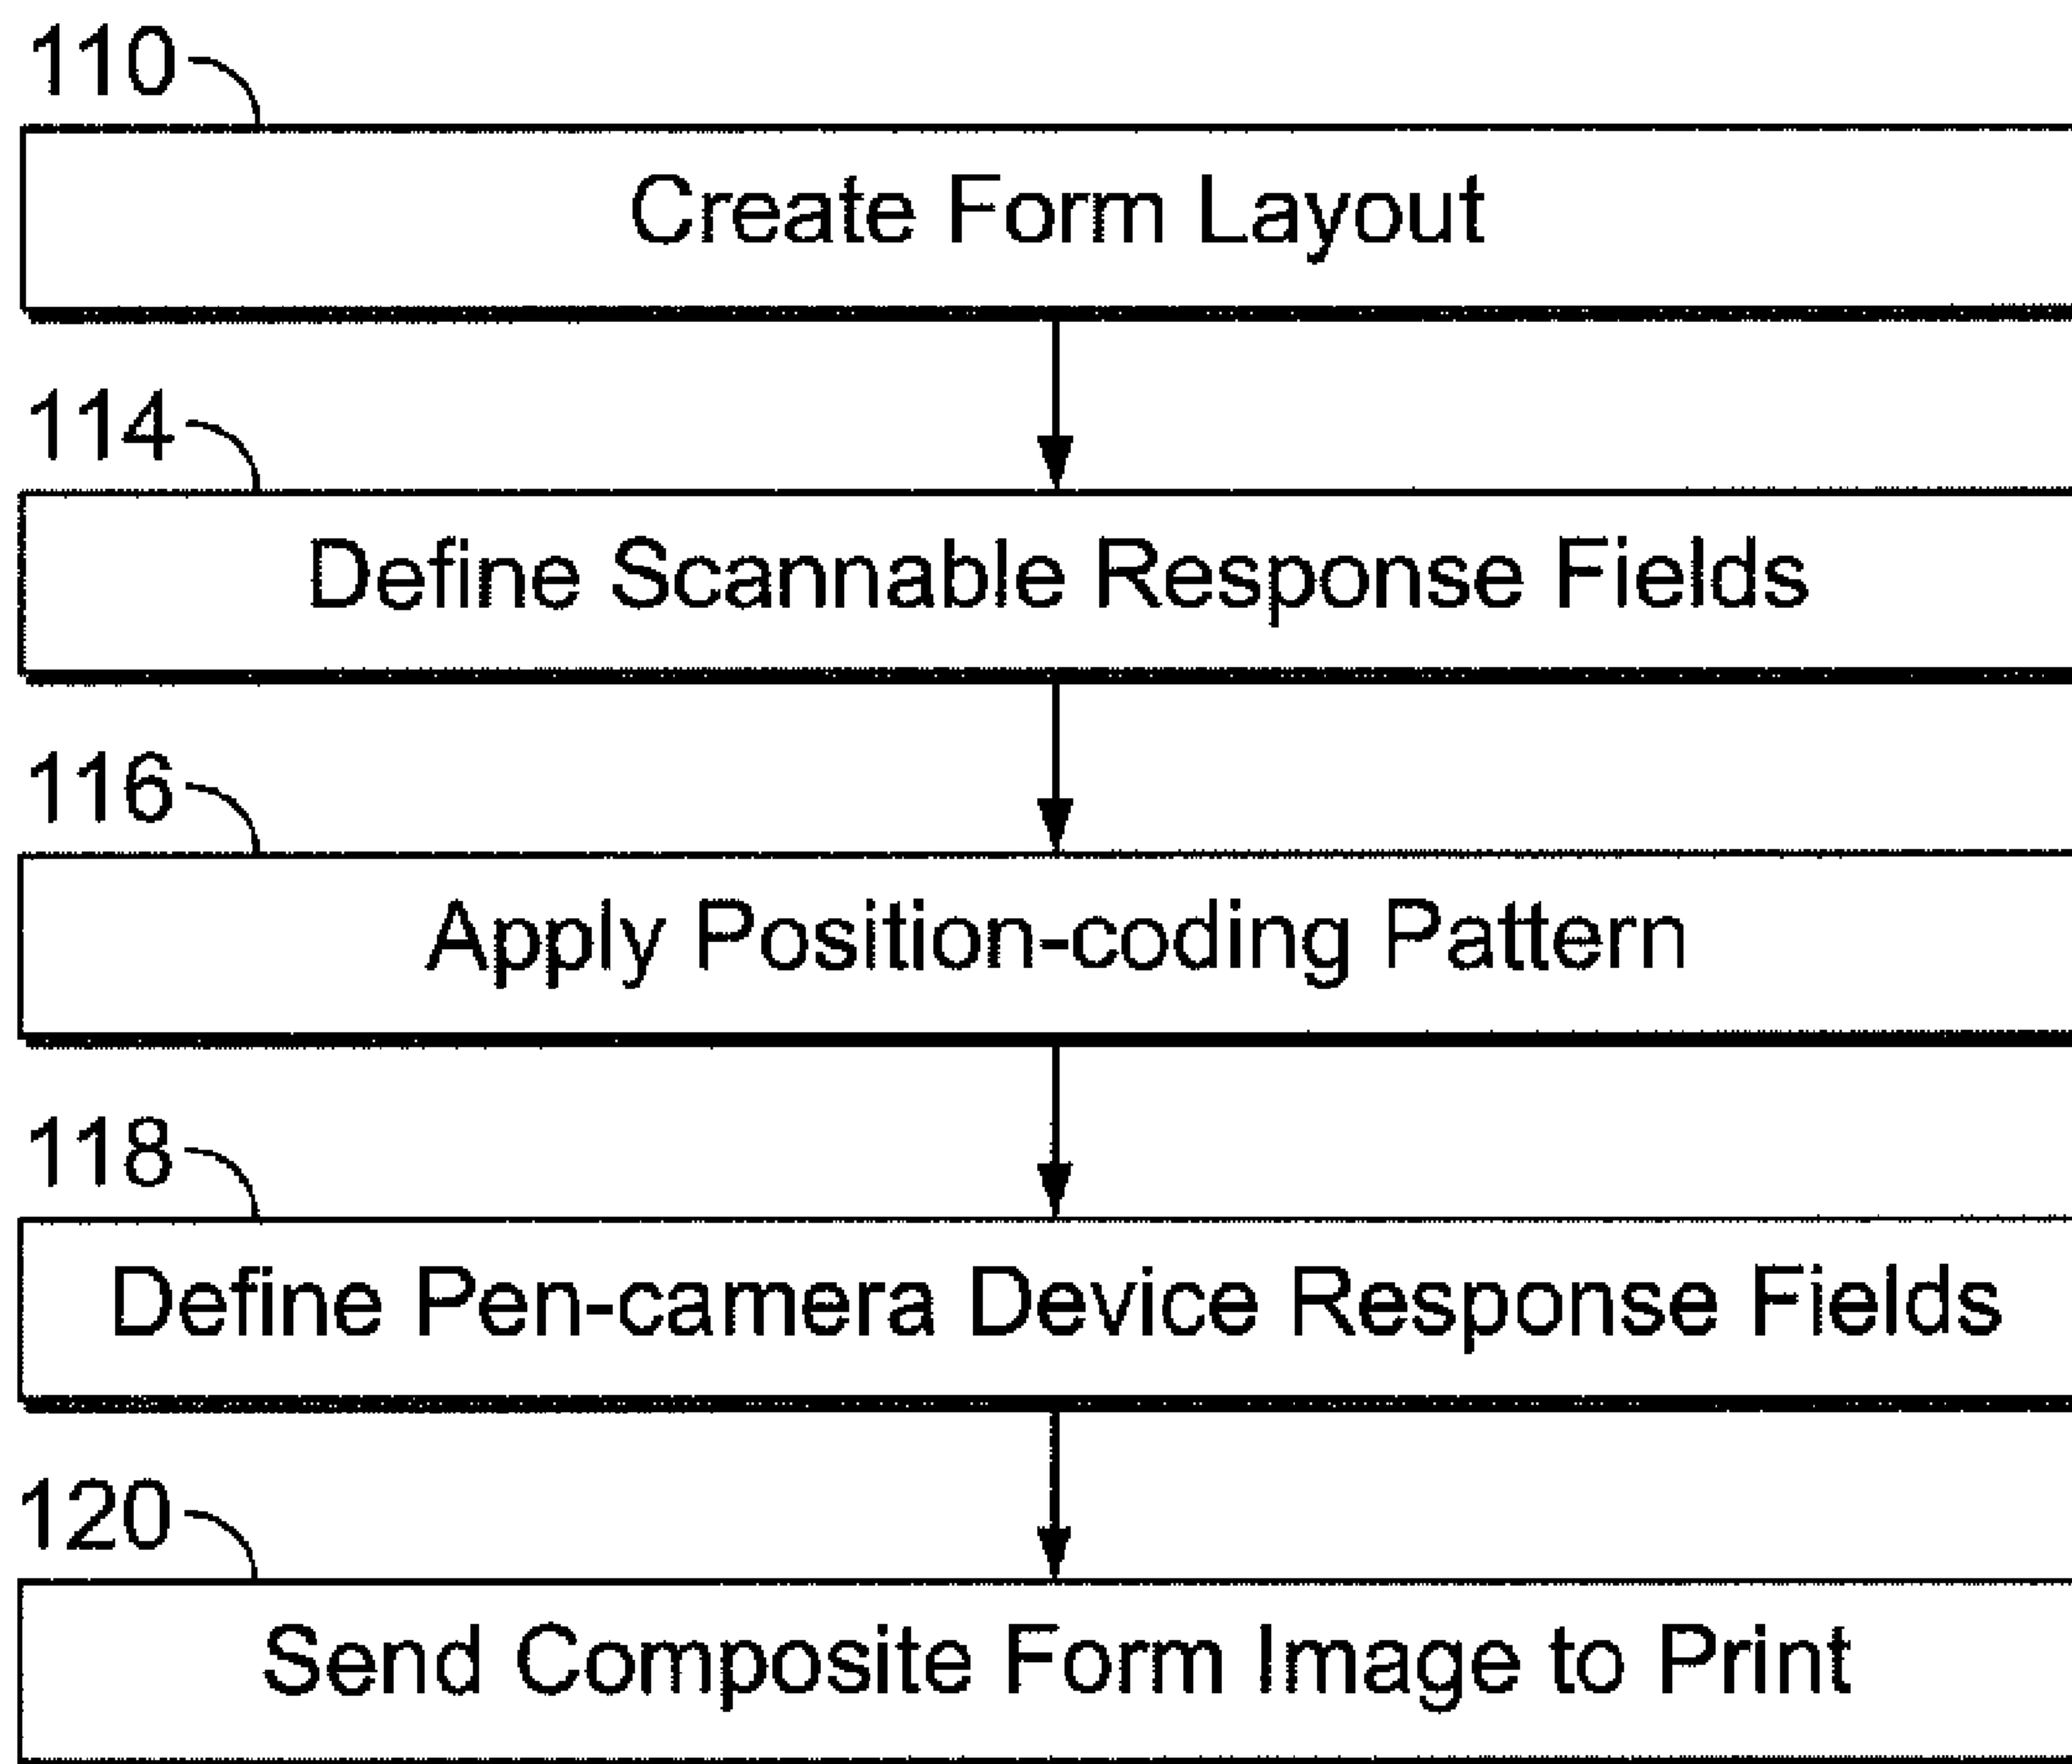 110
Create Form Layout
114
Define Scannable Response Fields
116
Apply Position-coding Pattern
118
Define Pen-camera Device Response Fields
120
Send Composite Form Image to Print